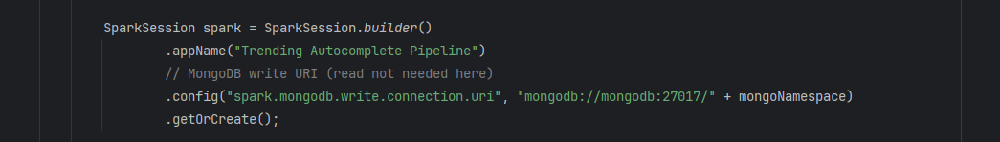 SparkSession spark = SparkSession.builder()
.appName("Trending Autocomplete Pipeline")
// MongoDB write URI (read not needed here)
.config("spark.mongodb.write.connection.uri", "mongodb://mongodb:27017/" + mongoNamespace)
.getOrCreate();